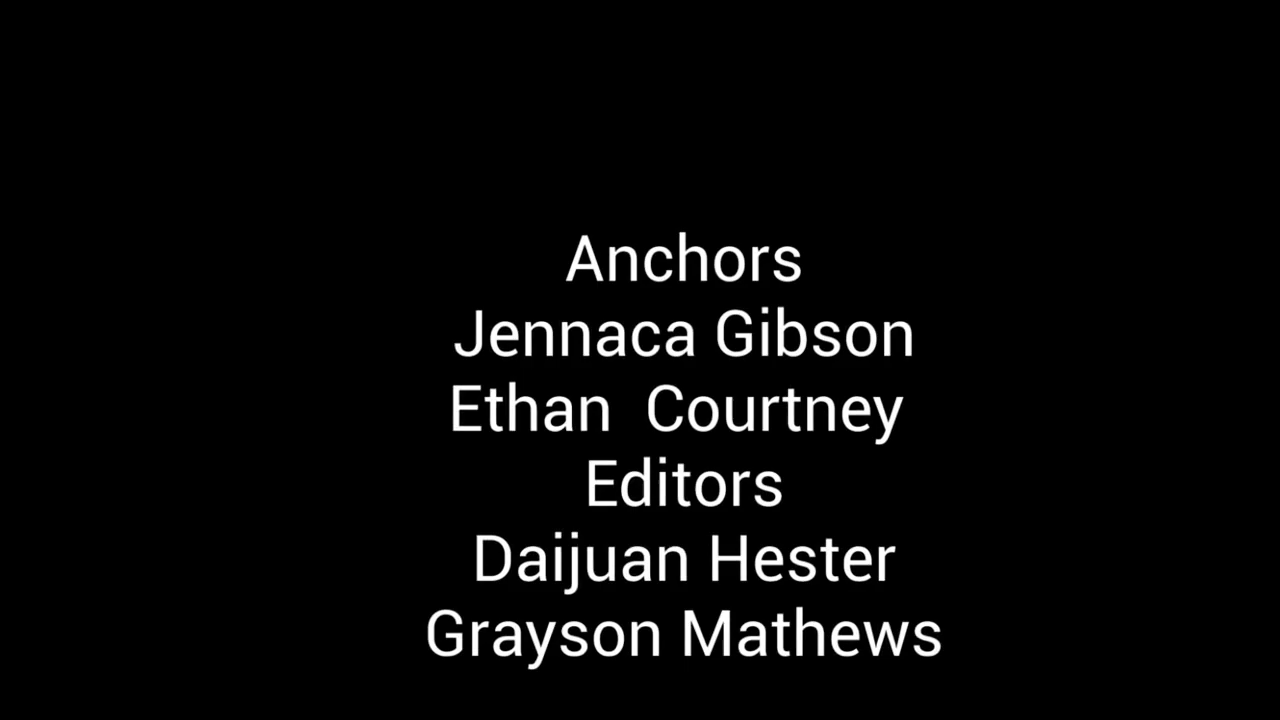 Anchors
Jennaca Gibson
Ethan  Courtney
Editors
Daijuan Hester
Grayson Mathews